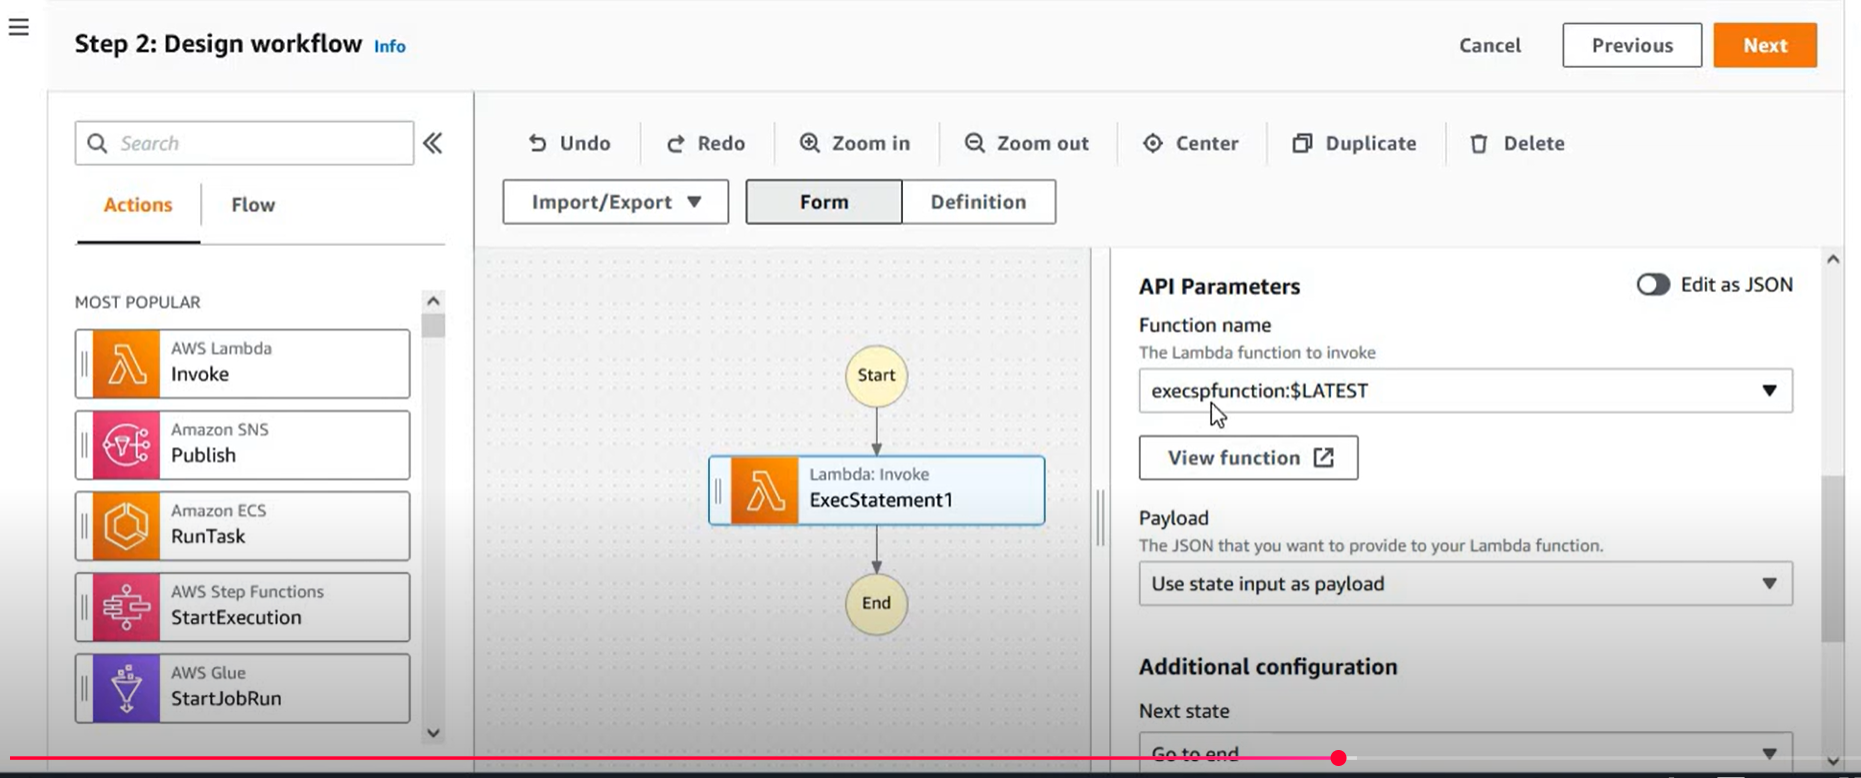 Step 2: Design workflow Info
Cancel
Previous
Next
Search
Actions
Flow
MOST POPULAR
AWS Lambda
Invoke
Amazon SNS
Publish
Amazon ECS
RunTask
AWS Step Functions
StartExecution
AWS Glue
StartJobRun
Undo
Redo
Zoom in
Zoom out
Center
Duplicate
Delete
Import/Export
Form
Definition
Start
Lambda: Invoke
ExecStatement1
End
API Parameters
Edit as JSON
Function name
The Lambda function to invoke
execspfunction:$LATEST
View function
Payload
The JSON that you want to provide to your Lambda function.
Use state input as payload
Additional configuration
Next state
Go to end